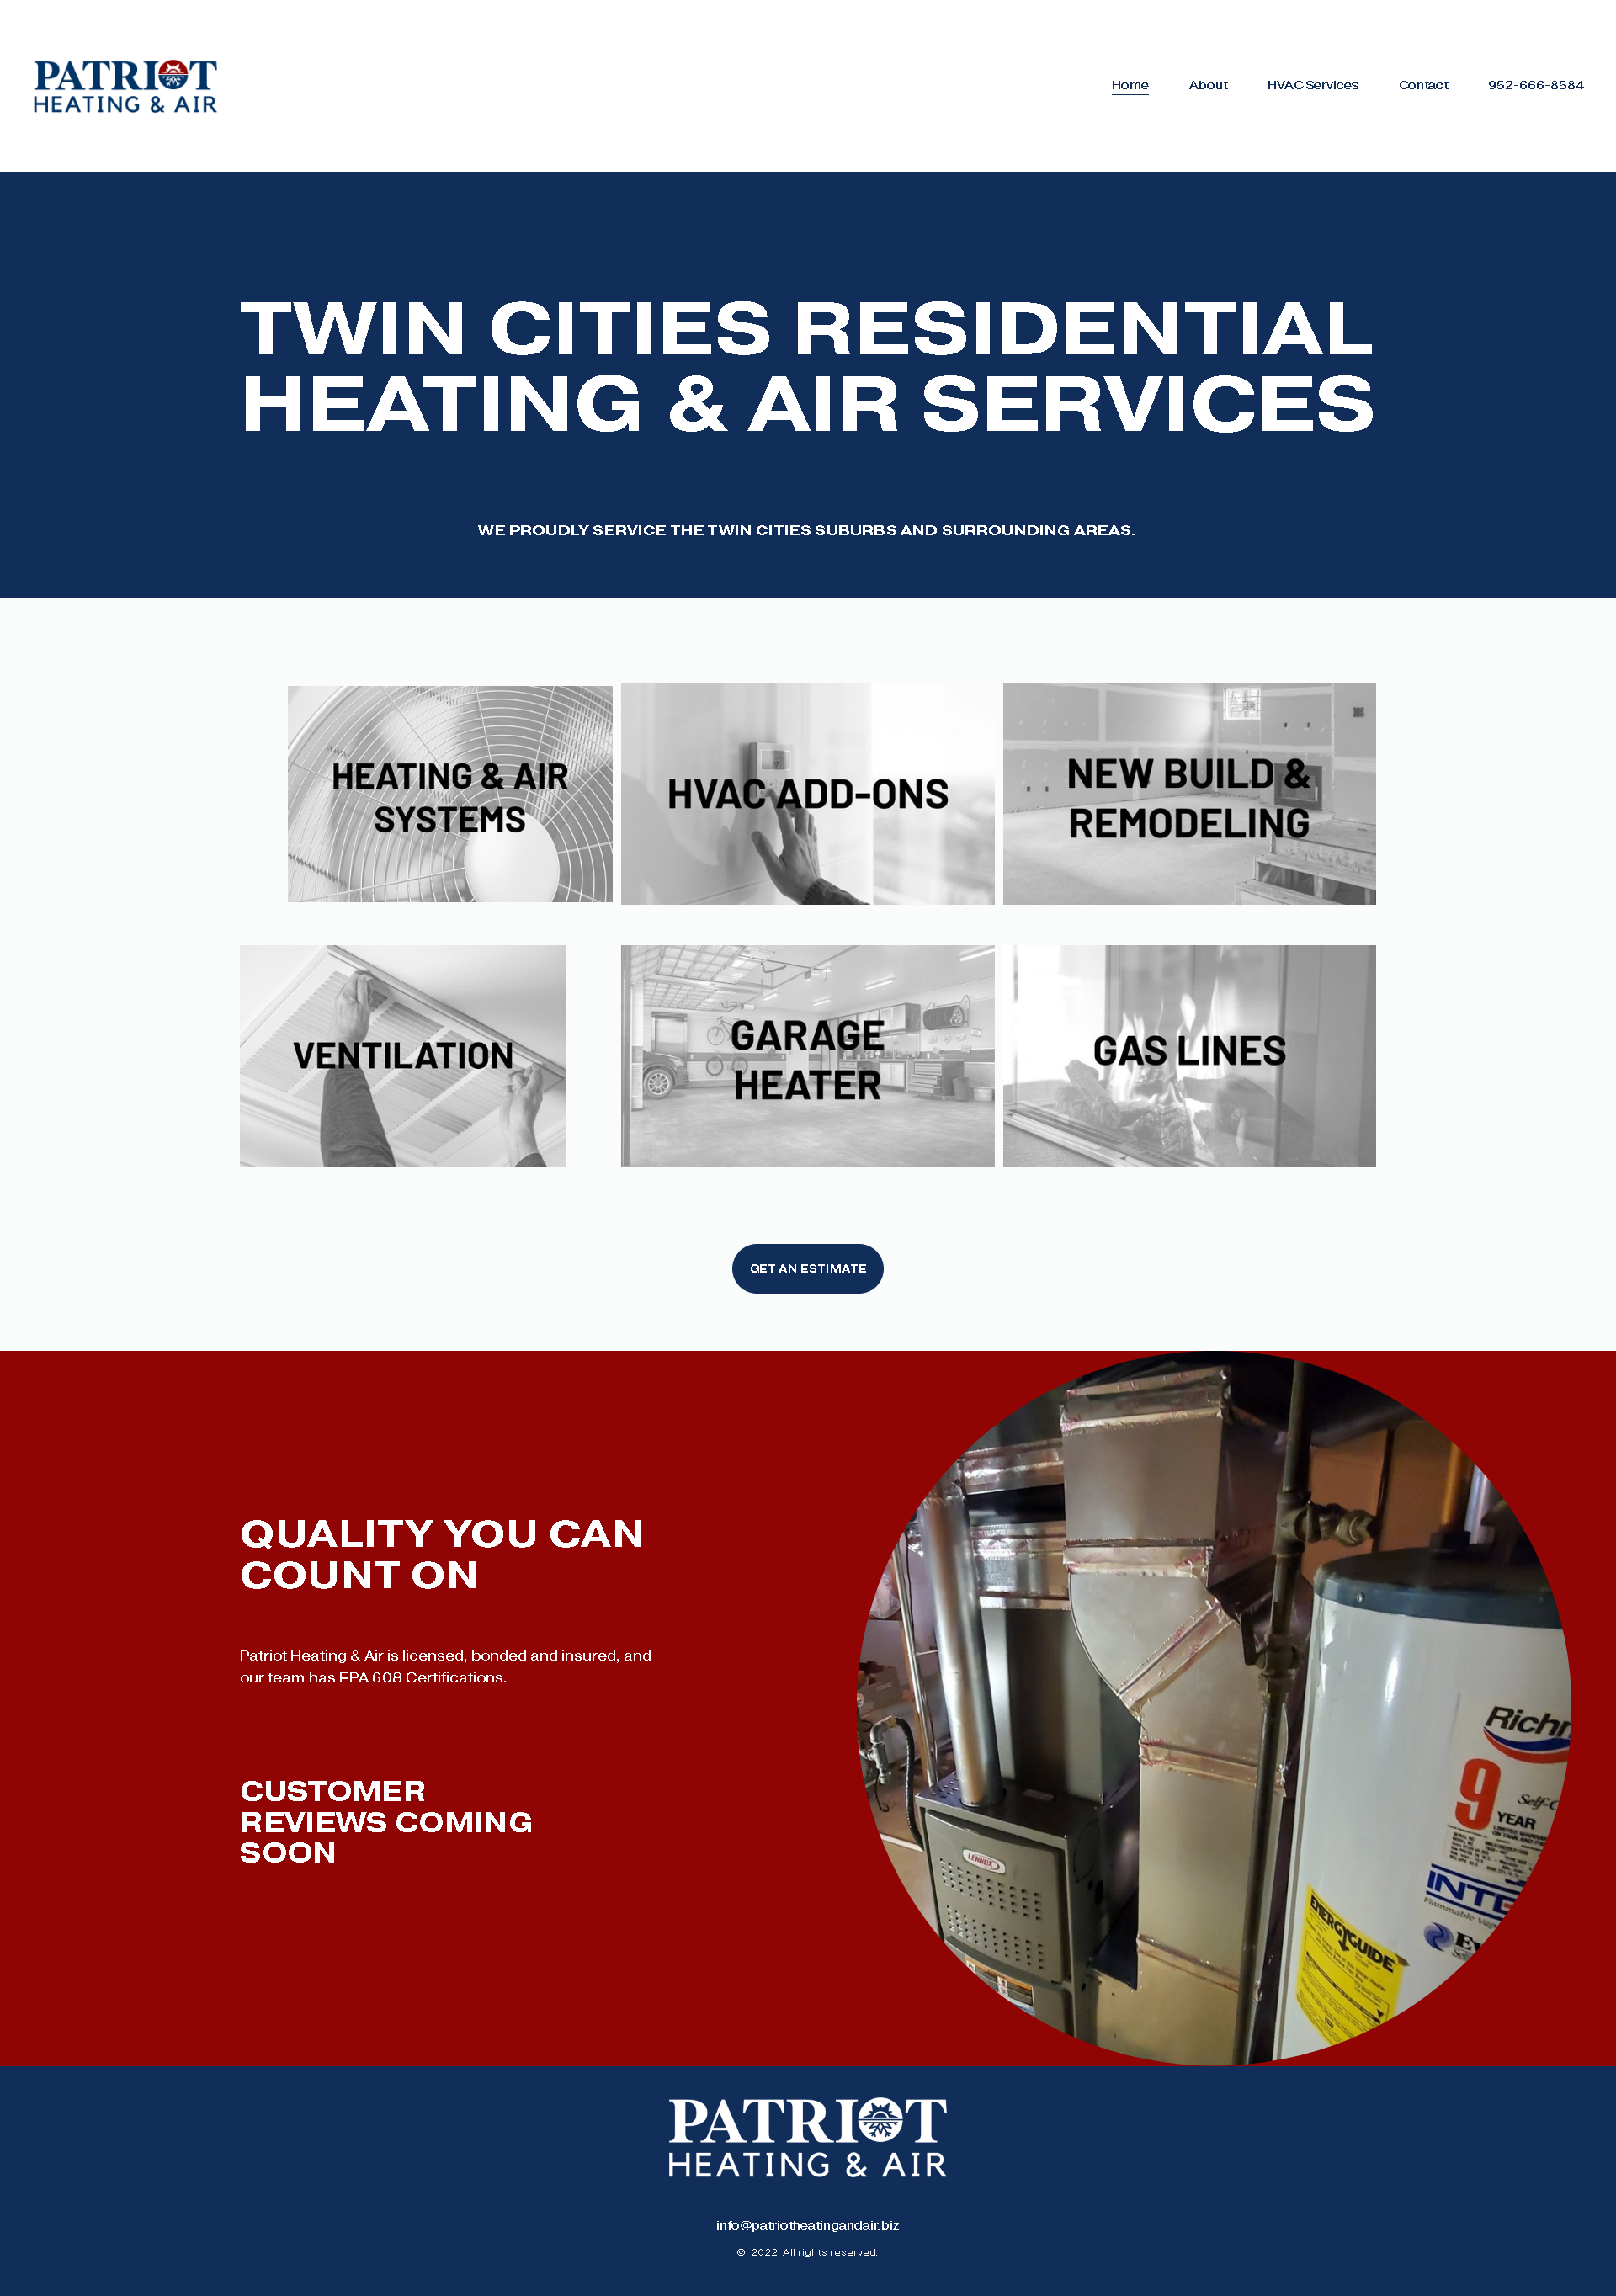 PATRIOT
HEATING & AIR
Home About HVAC Services Contact 952-666-8584
TWIN CITIES RESIDENTIAL
HEATING & AIR SERVICES
WE PROUDLY SERVICE THE TWIN CITIES SUBURBS AND SURROUNDING AREAS.
HEATING & AIR
SYSTEMS
HVAC ADD-ONS
NEW BUILD &
REMODELING
VENTILATION
GARAGE
HEATER
GAS LINES
GET AN ESTIMATE
QUALITY YOU CAN
COUNT ON
Patriot Heating & Air is licensed, bonded and insured, and
our team has EPA 608 Certifications.
CUSTOMER
REVIEWS COMING
SOON
LENNOX
9
YEAR
ENERGYGUIDE
PATRIOT
HEATING & AIR
info@patriotheatingandair.biz
© 2022 All rights reserved.